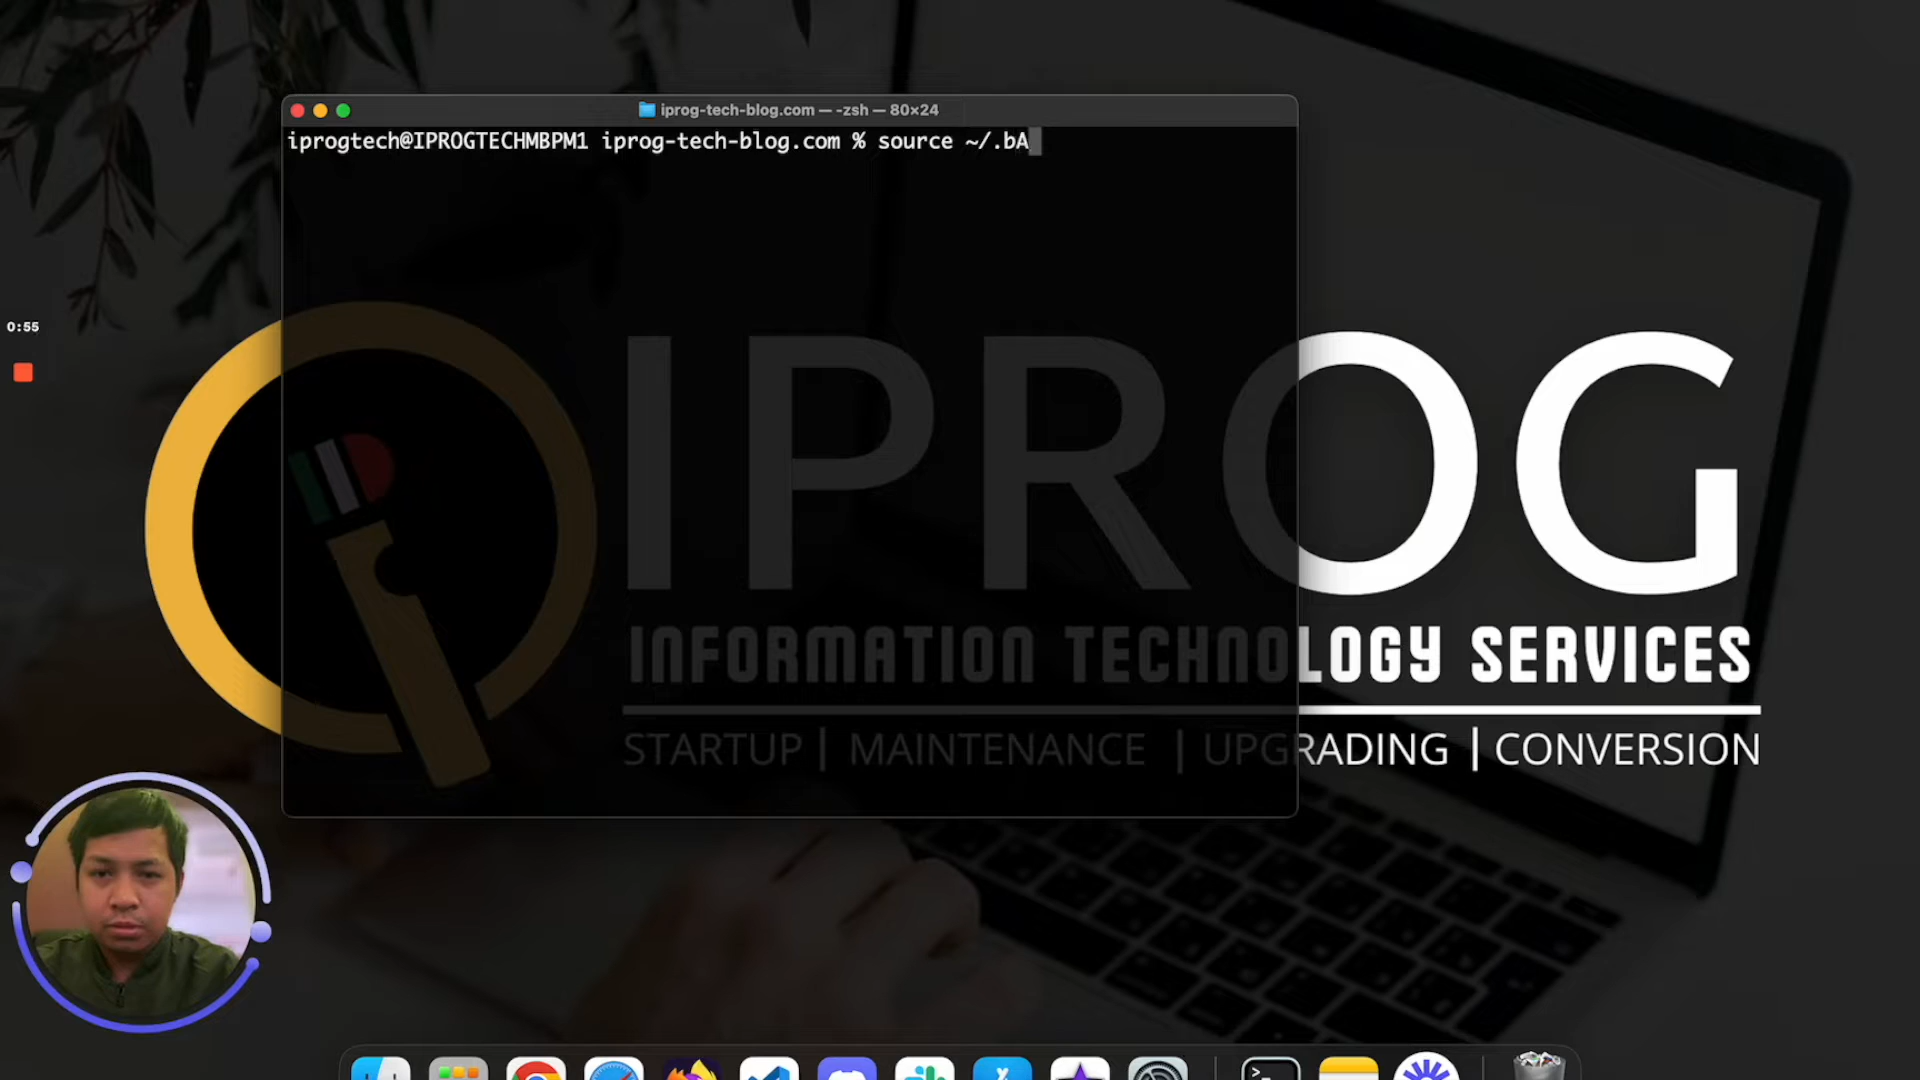 iprog-tech-blog.com — -zsh — 80×24
iprogtech@IPROGTECHMBPM1 iprog-tech-blog.com % source ~/.bA
0:55
IPROG
INFORMATION TECHNOLOGY SERVICES
STARTUP | MAINTENANCE | UPGRADING | CONVERSION